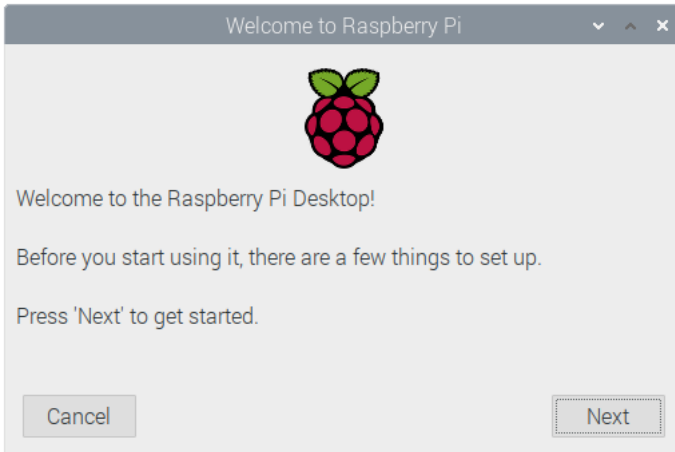 Welcome to Raspberry Pi
Welcome to the Raspberry Pi Desktop!
Before you start using it, there are a few things to set up.
Press 'Next' to get started.
Cancel
Next